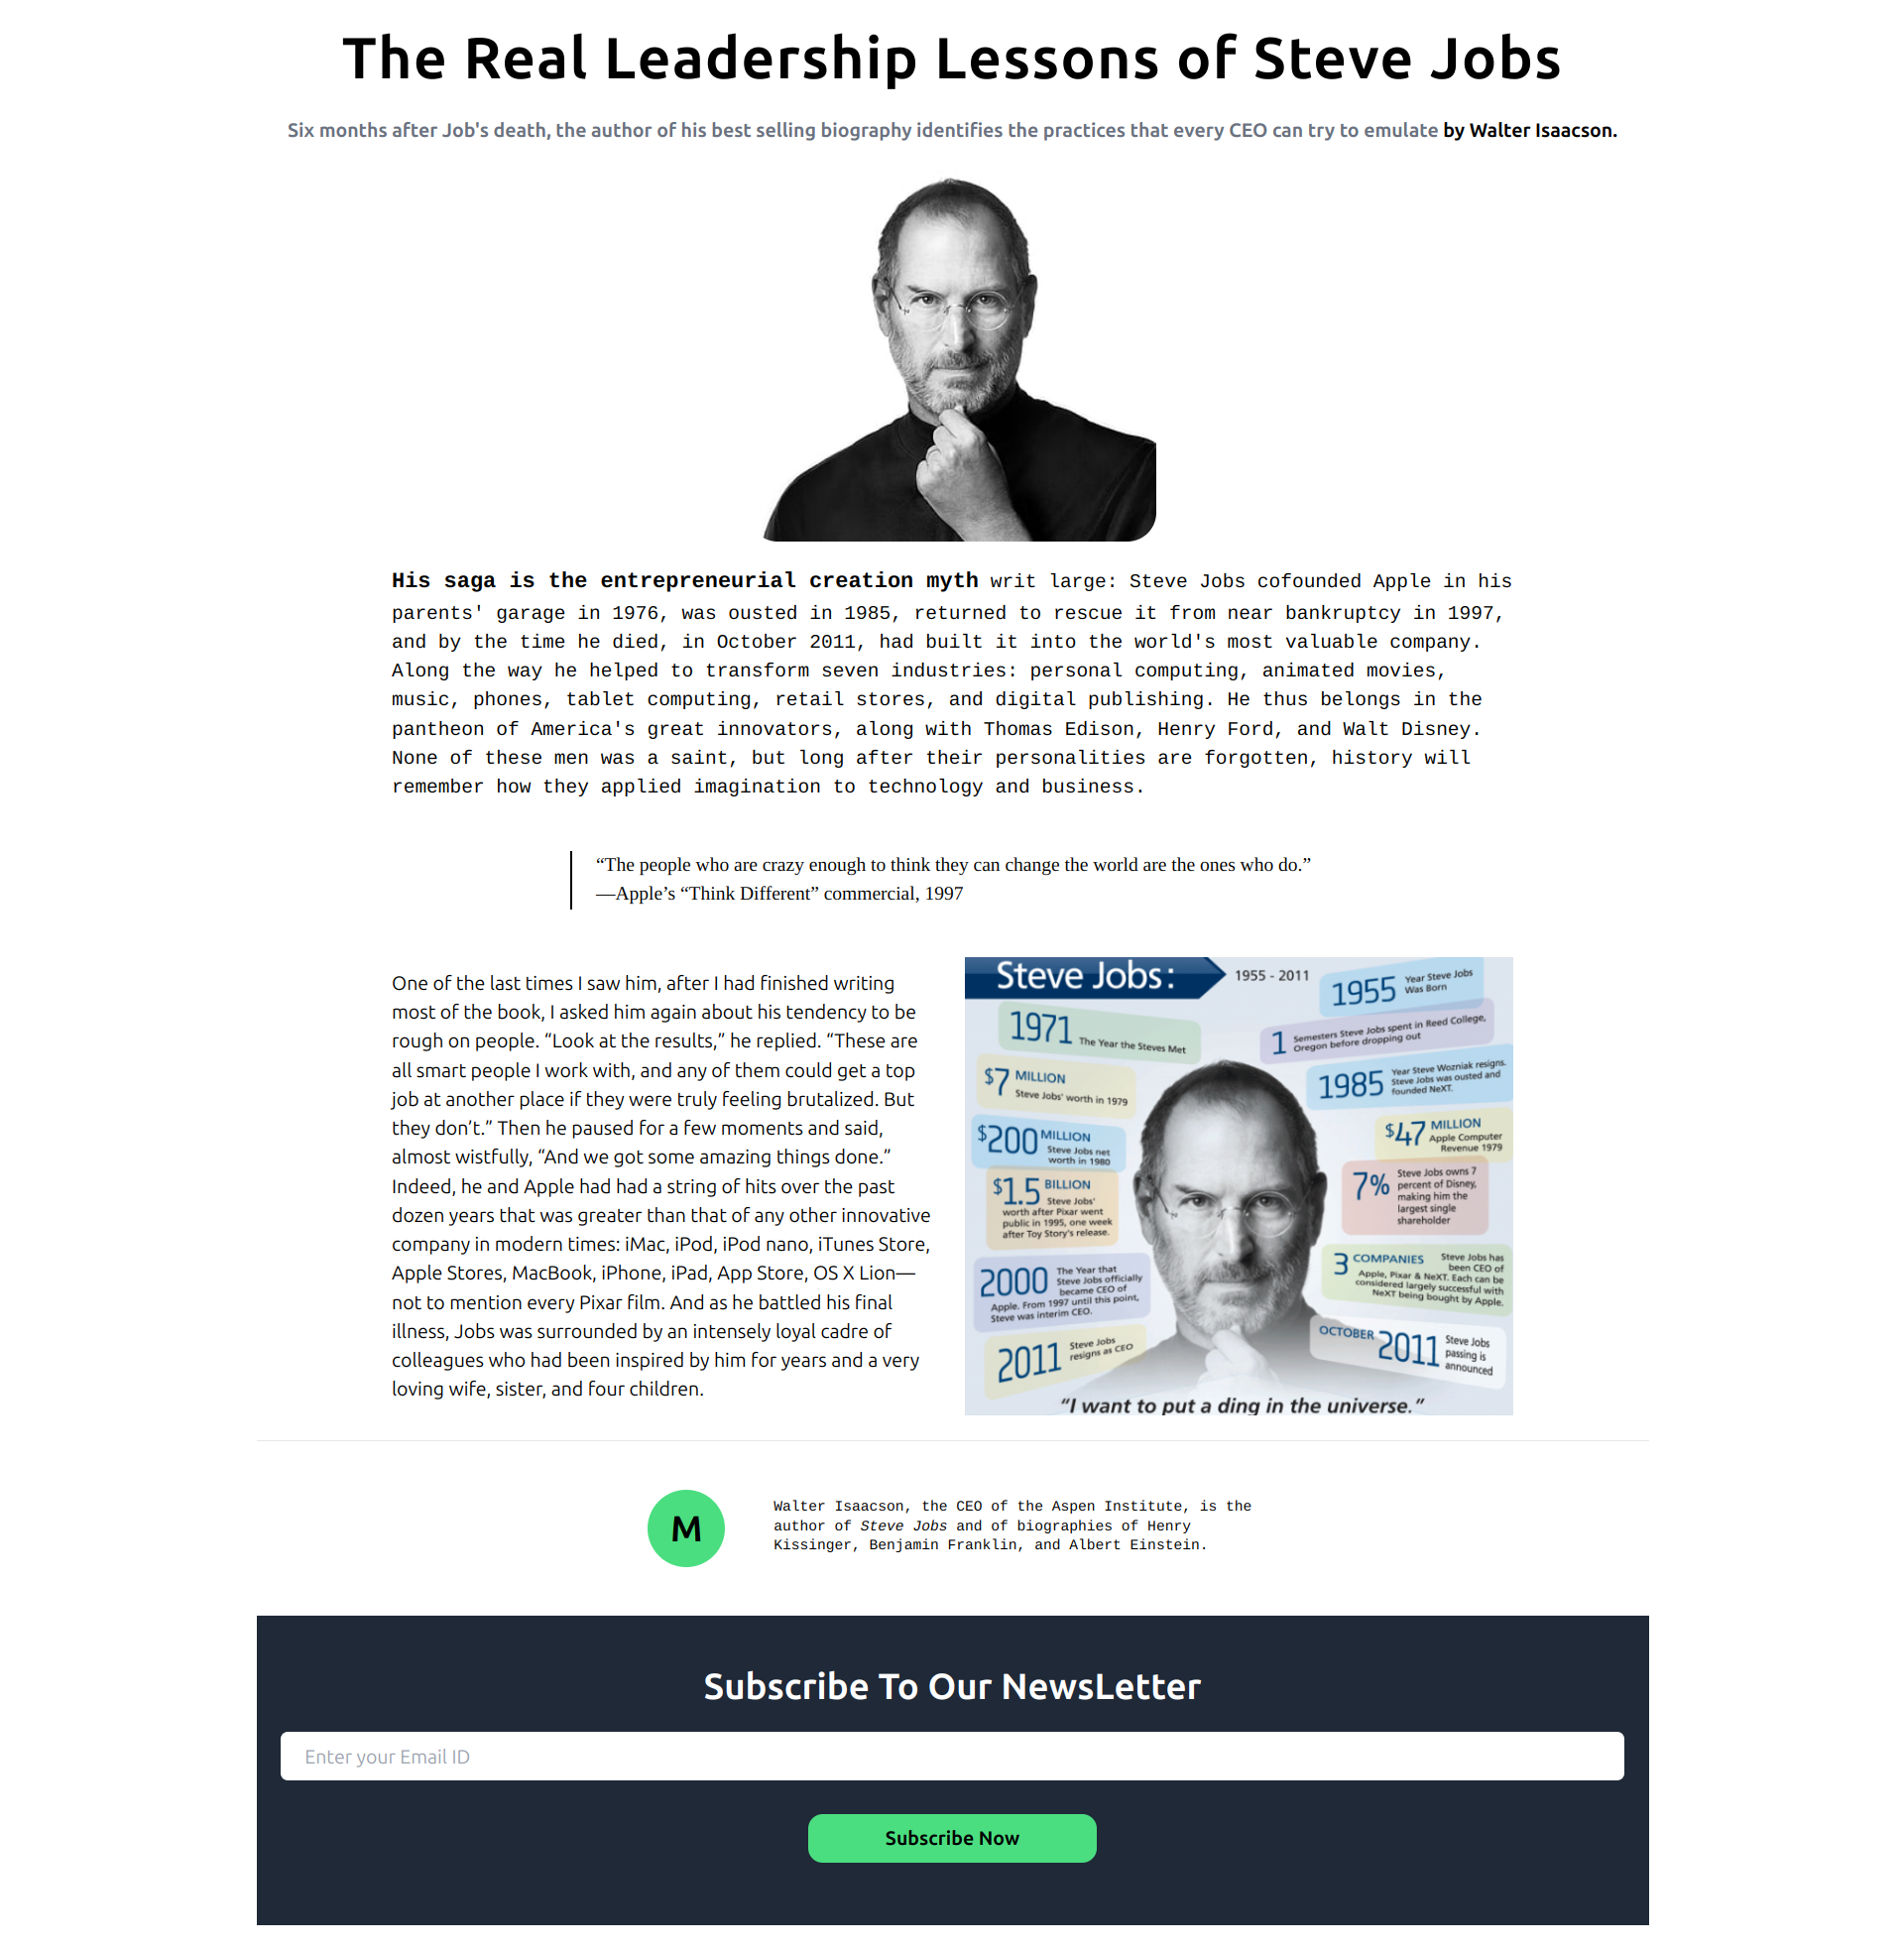 The Real Leadership Lessons of Steve Jobs
Six months after Job's death, the author of his best selling biography identifies the practices that every CEO can try to emulate by Walter Isaacson.
His saga is the entrepreneurial creation myth writ large: Steve Jobs cofounded Apple in his
parents' garage in 1976, was ousted in 1985, returned to rescue it from near bankruptcy in 1997,
and by the time he died, in October 2011, had built it into the world's most valuable company.
Along the way he helped to transform seven industries: personal computing, animated movies,
music, phones, tablet computing, retail stores, and digital publishing. He thus belongs in the
pantheon of America's great innovators, along with Thomas Edison, Henry Ford, and Walt Disney.
None of these men was a saint, but long after their personalities are forgotten, history will
remember how they applied imagination to technology and business.
“The people who are crazy enough to think they can change the world are the ones who do.”
—Apple’s “Think Different” commercial, 1997
One of the last times I saw him, after I had finished writing
most of the book, I asked him again about his tendency to be
rough on people. “Look at the results,” he replied. “These are
all smart people I work with, and any of them could get a top
job at another place if they were truly feeling brutalized. But
they don’t.” Then he paused for a few moments and said,
almost wistfully, “And we got some amazing things done.”
Indeed, he and Apple had had a string of hits over the past
dozen years that was greater than that of any other innovative
company in modern times: iMac, iPod, iPod nano, iTunes Store,
Apple Stores, MacBook, iPhone, iPad, App Store, OS X Lion—
not to mention every Pixar film. And as he battled his final
illness, Jobs was surrounded by an intensely loyal cadre of
colleagues who had been inspired by him for years and a very
loving wife, sister, and four children.
Steve Jobs: 1955 - 2011
1955 Year Steve Jobs
Was Born
1971 The Year the Steves Met
1 Semesters Steve Jobs spent in Reed College,
Oregon before dropping out
$7 MILLION
Steve Jobs' worth in 1979
1985 Year Steve Wozniak resigns.
Steve Jobs was ousted and
founded NeXT.
$200 MILLION
Steve Jobs net
worth in 1980
$47 MILLION
Apple Computer
Revenue 1979
$1.5 BILLION
Steve Jobs'
worth after Pixar went
public in 1995, one week
after Toy Story's release.
7% Steve Jobs owns 7
percent of Disney,
making him the
largest single
shareholder
2000 The Year that
Steve Jobs officially
became CEO of
Apple. From 1997 until this point,
Steve was interim CEO.
3 COMPANIES Steve Jobs has
been CEO of
Apple, Pixar & NeXT. Each can be
considered largely successful with
NeXT being bought by Apple.
2011 Steve Jobs
resigns as CEO
OCTOBER 2011 Steve Jobs
passing is
announced
“I want to put a ding in the universe.”
M
Walter Isaacson, the CEO of the Aspen Institute, is the
author of Steve Jobs and of biographies of Henry
Kissinger, Benjamin Franklin, and Albert Einstein.
Subscribe To Our NewsLetter
Enter your Email ID
Subscribe Now